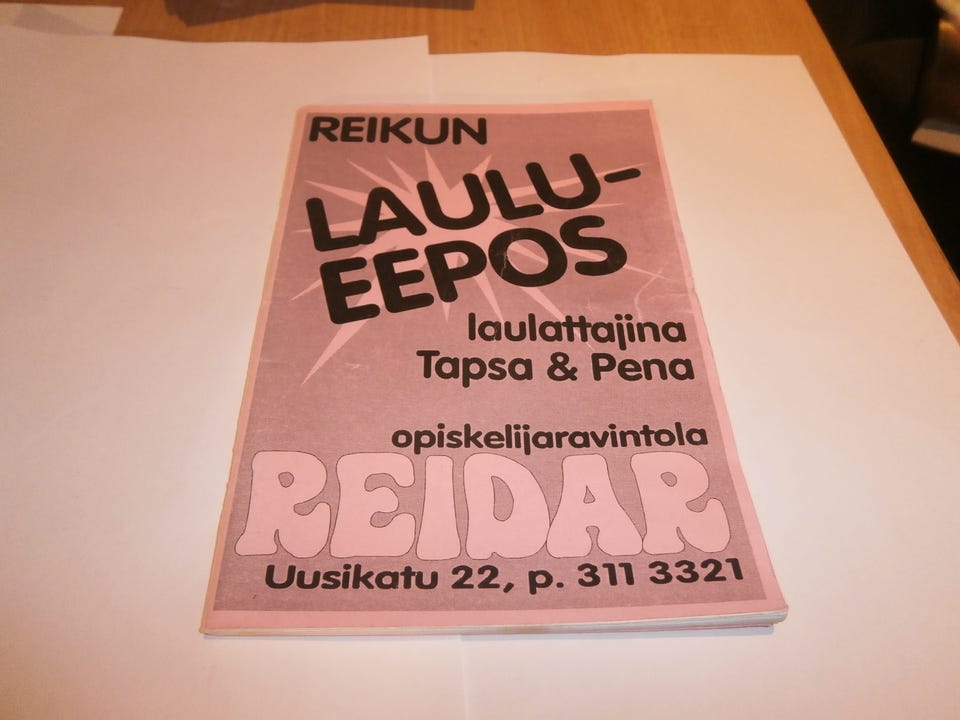 REIKUN
LAULU-
EEPOS
laulattajina
Tapsa & Pena
opiskelijaravintola
REIDAR
Uusikatu 22, p. 311 3321